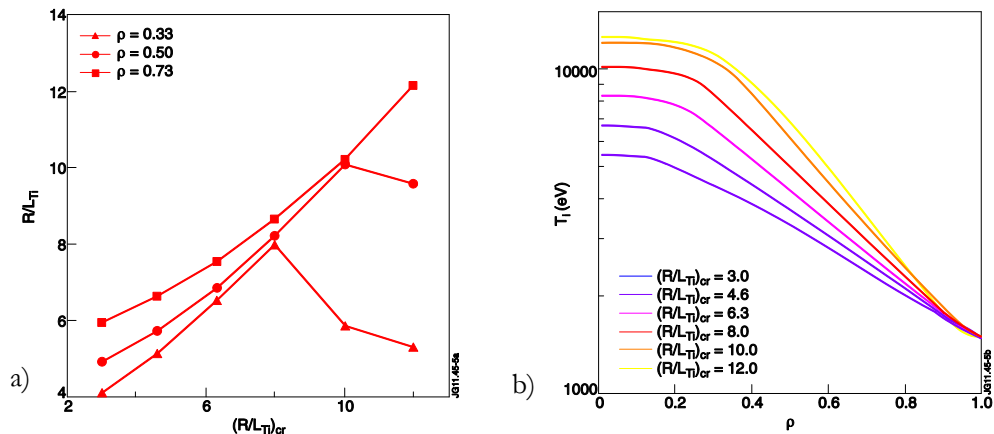 14
12
10
8
6
4
2
6
10
R/L_Ti
(R/L_Ti)_cr
ρ = 0.33
ρ = 0.50
ρ = 0.73
JG11.45-5a
a)
10000
1000
T_i (eV)
0
0.2
0.4
0.6
0.8
1.0
ρ
(R/L_Ti)_cr = 3.0
(R/L_Ti)_cr = 4.6
(R/L_Ti)_cr = 6.3
(R/L_Ti)_cr = 8.0
(R/L_Ti)_cr = 10.0
(R/L_Ti)_cr = 12.0
JG11.45-5b
b)